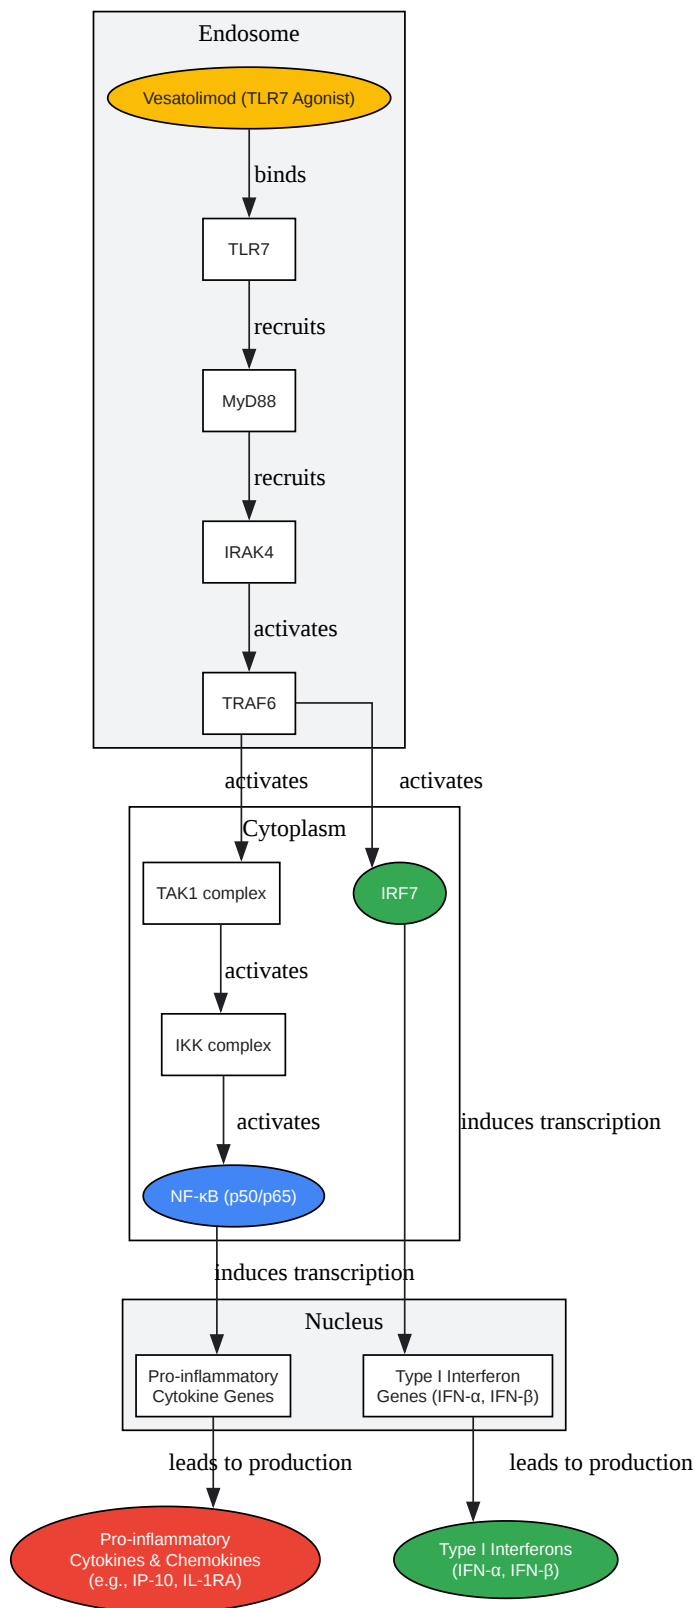 Endosome
Vesatolimod (TLR7 Agonist)
binds
TLR7
recruits
MyD88
recruits
IRAK4
activates
TRAF6
activates
activates
Cytoplasm
TAK1 complex
IRF7
activates
IKK complex
activates
induces transcription
NF-κB (p50/p65)
induces transcription
Nucleus
Pro-inflammatory
Cytokine Genes
Type I Interferon
Genes (IFN-α, IFN-β)
leads to production
leads to production
Pro-inflammatory
Cytokines & Chemokines
(e.g., IP-10, IL-1RA)
Type I Interferons
(IFN-α, IFN-β)